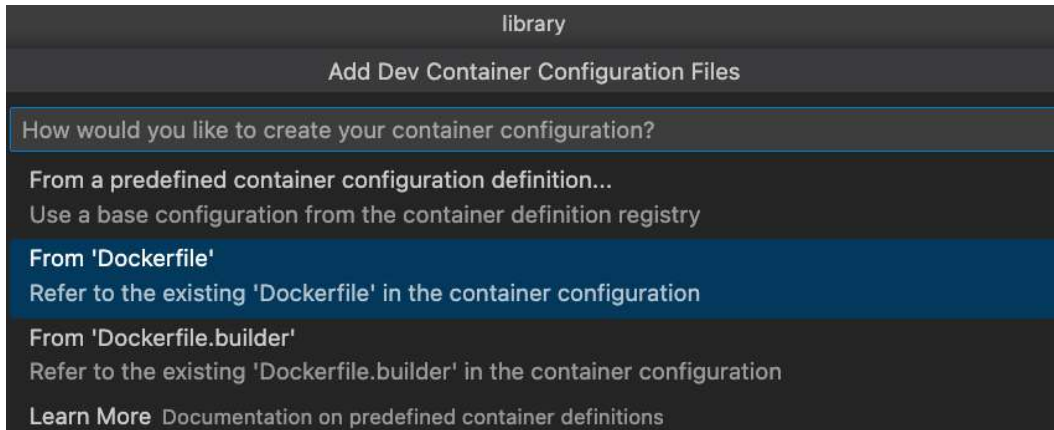 library
Add Dev Container Configuration Files
How would you like to create your container configuration?
From a predefined container configuration definition...
Use a base configuration from the container definition registry
From 'Dockerfile'
Refer to the existing 'Dockerfile' in the container configuration
From 'Dockerfile.builder'
Refer to the existing 'Dockerfile.builder' in the container configuration
Learn More Documentation on predefined container definitions